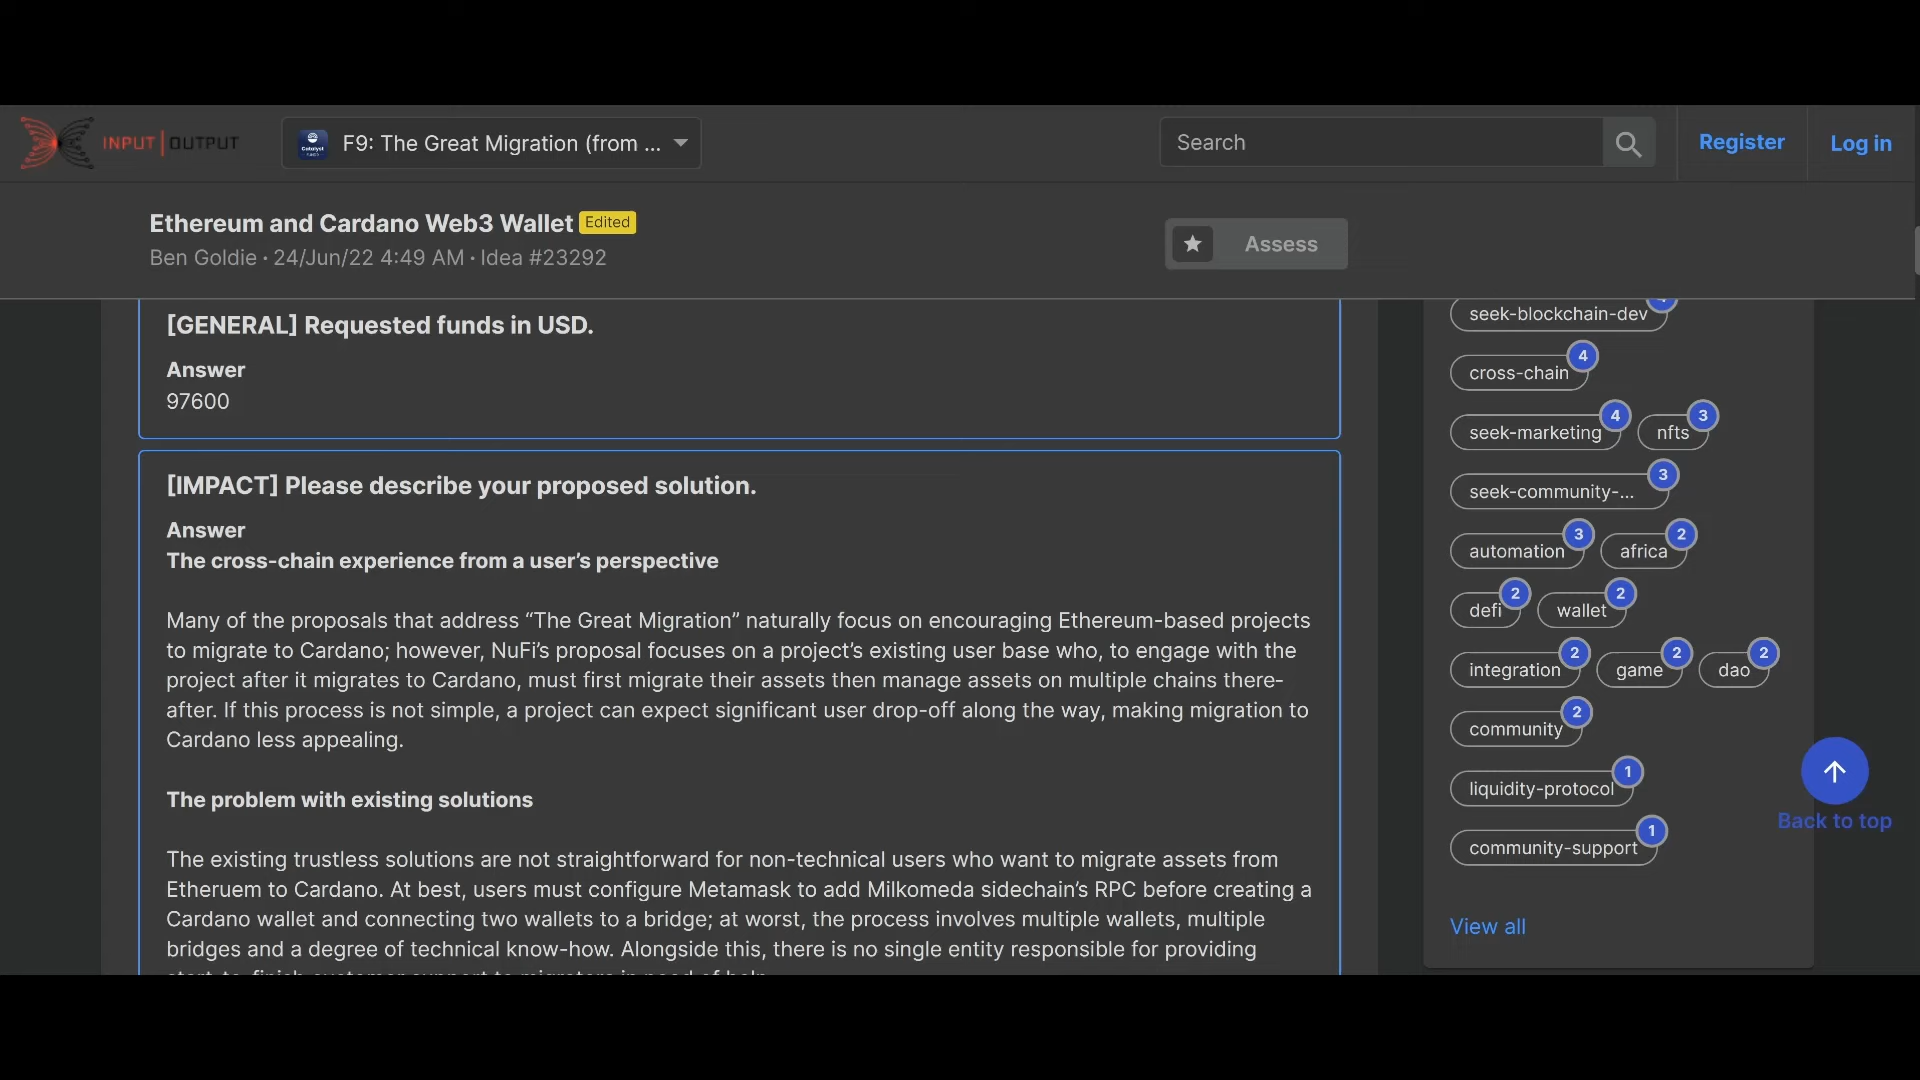 INPUT | OUTPUT
F9: The Great Migration (from ...
Search
Register
Log in
Ethereum and Cardano Web3 Wallet Edited
Ben Goldie · 24/Jun/22 4:49 AM · Idea #23292
Assess
[GENERAL] Requested funds in USD.
Answer
97600
[IMPACT] Please describe your proposed solution.
Answer
The cross-chain experience from a user’s perspective
Many of the proposals that address “The Great Migration” naturally focus on encouraging Ethereum-based projects
to migrate to Cardano; however, NuFi’s proposal focuses on a project’s existing user base who, to engage with the
project after it migrates to Cardano, must first migrate their assets then manage assets on multiple chains there-
after. If this process is not simple, a project can expect significant user drop-off along the way, making migration to
Cardano less appealing.
The problem with existing solutions
The existing trustless solutions are not straightforward for non-technical users who want to migrate assets from
Etheruem to Cardano. At best, users must configure Metamask to add Milkomeda sidechain’s RPC before creating a
Cardano wallet and connecting two wallets to a bridge; at worst, the process involves multiple wallets, multiple
bridges and a degree of technical know-how. Alongside this, there is no single entity responsible for providing
seek-blockchain-dev
cross-chain 4
seek-marketing 4 nfts 3
seek-community-... 3
automation 3 africa 2
defi 2 wallet 2
integration 2 game 2 dao 2
community 2
liquidity-protocol 1
community-support 1
View all
Back to top